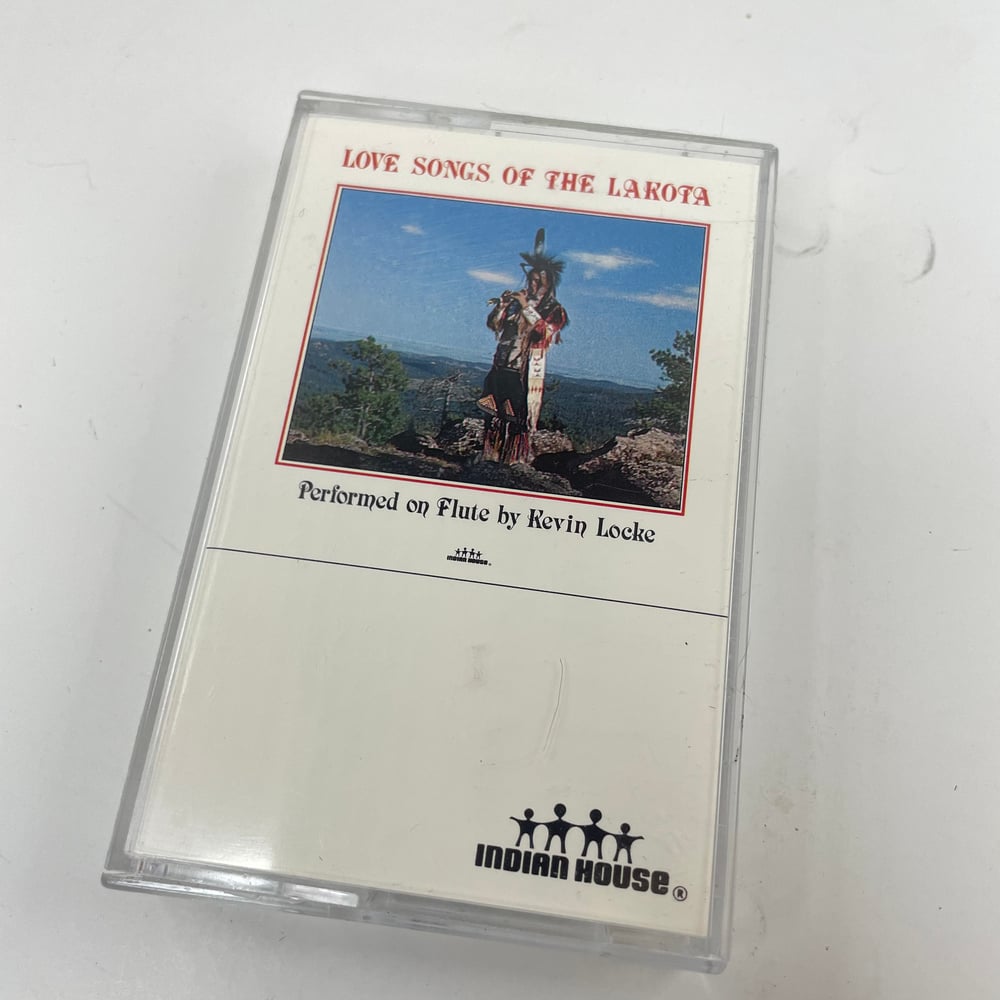 LOVE SONGS OF THE LAKOTA
Performed on Flute by Kevin Locke
INDIAN HOUSE ®
INDIAN HOUSE ®